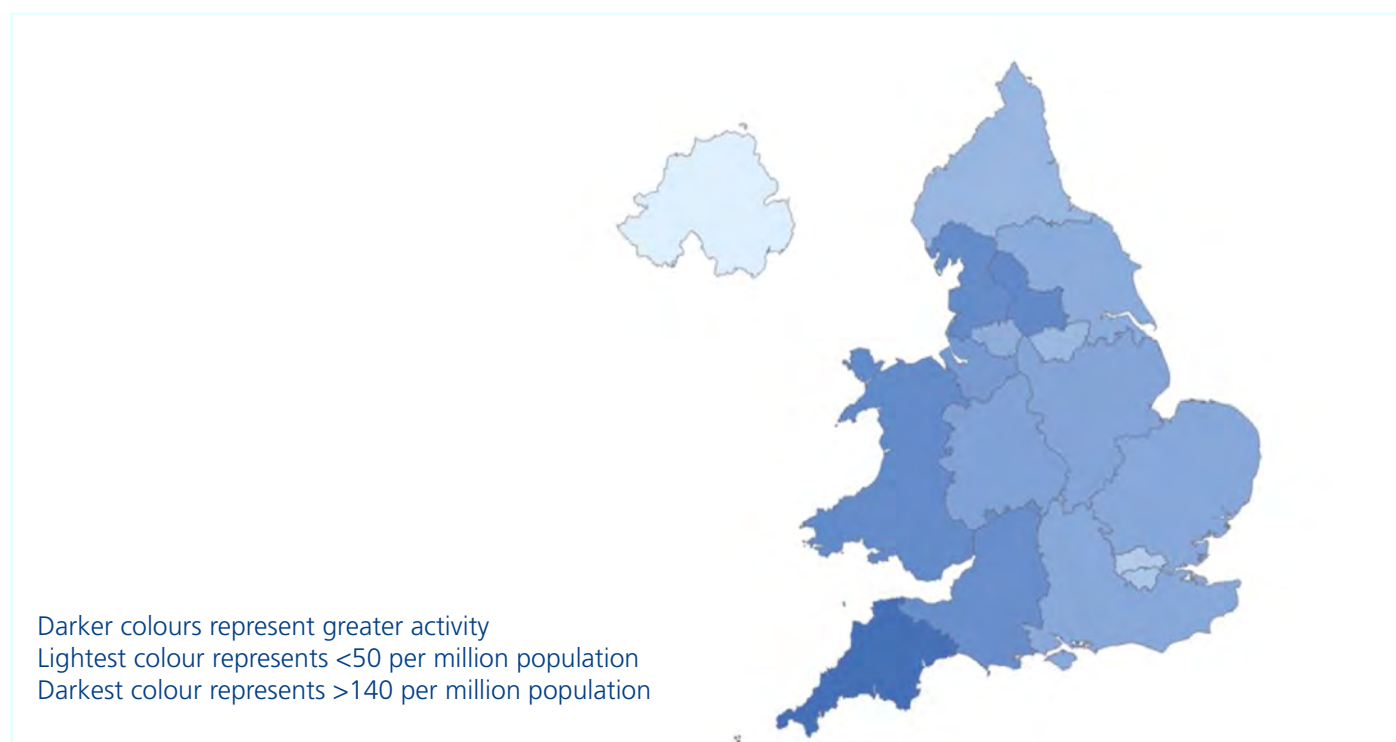 Darker colours represent greater activity
Lightest colour represents <50 per million population
Darkest colour represents >140 per million population